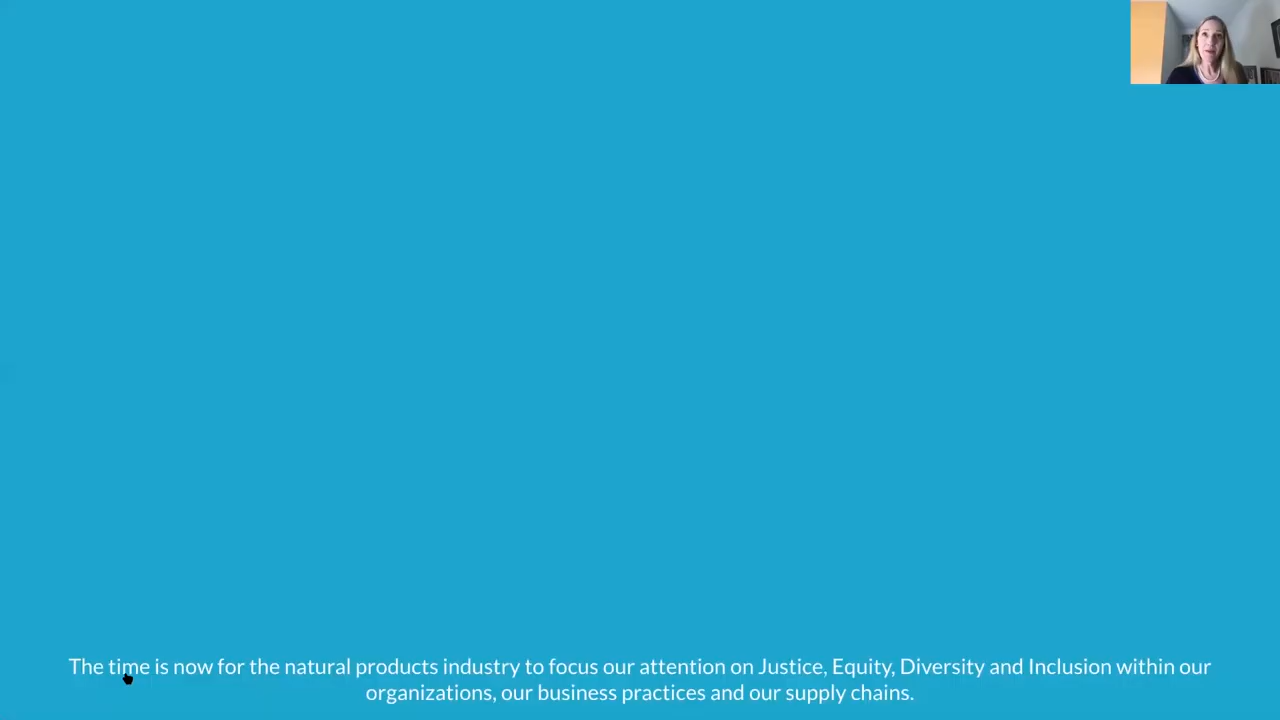 The time is now for the natural products industry to focus our attention on Justice, Equity, Diversity and Inclusion within our
organizations, our business practices and our supply chains.